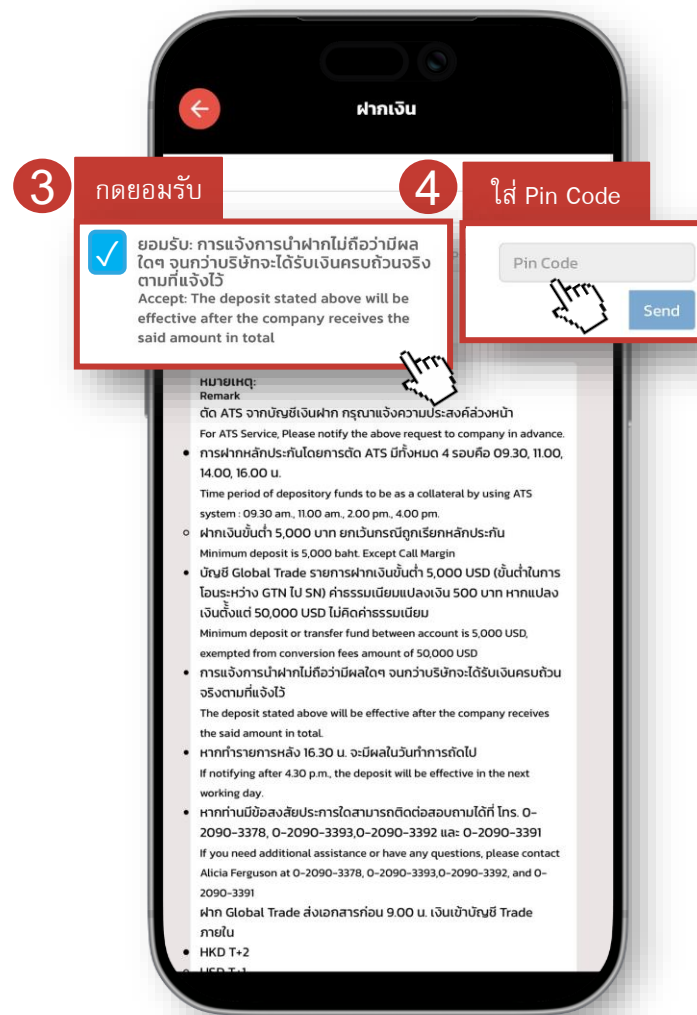 ฝากเงิน
3 กดยอมรับ
ยอมรับ: การแจ้งการนำฝากไม่ถือว่ามีผล
ใดๆ จนกว่าบริษัทจะได้รับเงินครบถ้วนจริง
ตามที่แจ้งไว้
Accept: The deposit stated above will be
effective after the company receives the
said amount in total
4 ใส่ Pin Code
Pin Code
Send
หมายเหตุ:
Remark
ตัด ATS จากบัญชีเงินฝาก กรุณาแจ้งความประสงค์ล่วงหน้า
For ATS Service, Please notify the above request to company in advance.
• การฝากหลักประกันโดยการตัด ATS มีทั้งหมด 4 รอบคือ 09.30, 11.00,
14.00, 16.00 น.
Time period of depository funds to be as a collateral by using ATS
system : 09.30 am., 11.00 am., 2.00 pm., 4.00 pm.
○ ฝากเงินขั้นต่ำ 5,000 บาท ยกเว้นกรณีถูกเรียกหลักประกัน
Minimum deposit is 5,000 baht. Except Call Margin
• บัญชี Global Trade รายการฝากเงินขั้นต่ำ 5,000 USD (ขั้นต่ำในการ
โอนระหว่าง GTN ไป SN) ค่าธรรมเนียมแปลงเงิน 500 บาท หากแปลง
เงินตั้งแต่ 50,000 USD ไม่คิดค่าธรรมเนียม
Minimum deposit or transfer fund between account is 5,000 USD,
exempted from conversion fees amount of 50,000 USD
• การแจ้งการนำฝากไม่ถือว่ามีผลใดๆ จนกว่าบริษัทจะได้รับเงินครบถ้วน
จริงตามที่แจ้งไว้
The deposit stated above will be effective after the company receives
the said amount in total.
• หากทำรายการหลัง 16.30 น. จะมีผลในวันทำการถัดไป
If notifying after 4.30 p.m., the deposit will be effective in the next
working day.
• หากท่านมีข้อสงสัยประการใดสามารถติดต่อสอบถามได้ที่ โทร. 0-
2090-3378, 0-2090-3393,0-2090-3392 และ 0-2090-3391
If you need additional assistance or have any questions, please contact
Alicia Ferguson at 0-2090-3378, 0-2090-3393,0-2090-3392, and 0-
2090-3391
ฝาก Global Trade ส่งเอกสารก่อน 9.00 น. เงินเข้าบัญชี Trade
ภายใน
• HKD T+2
○ USD T+1